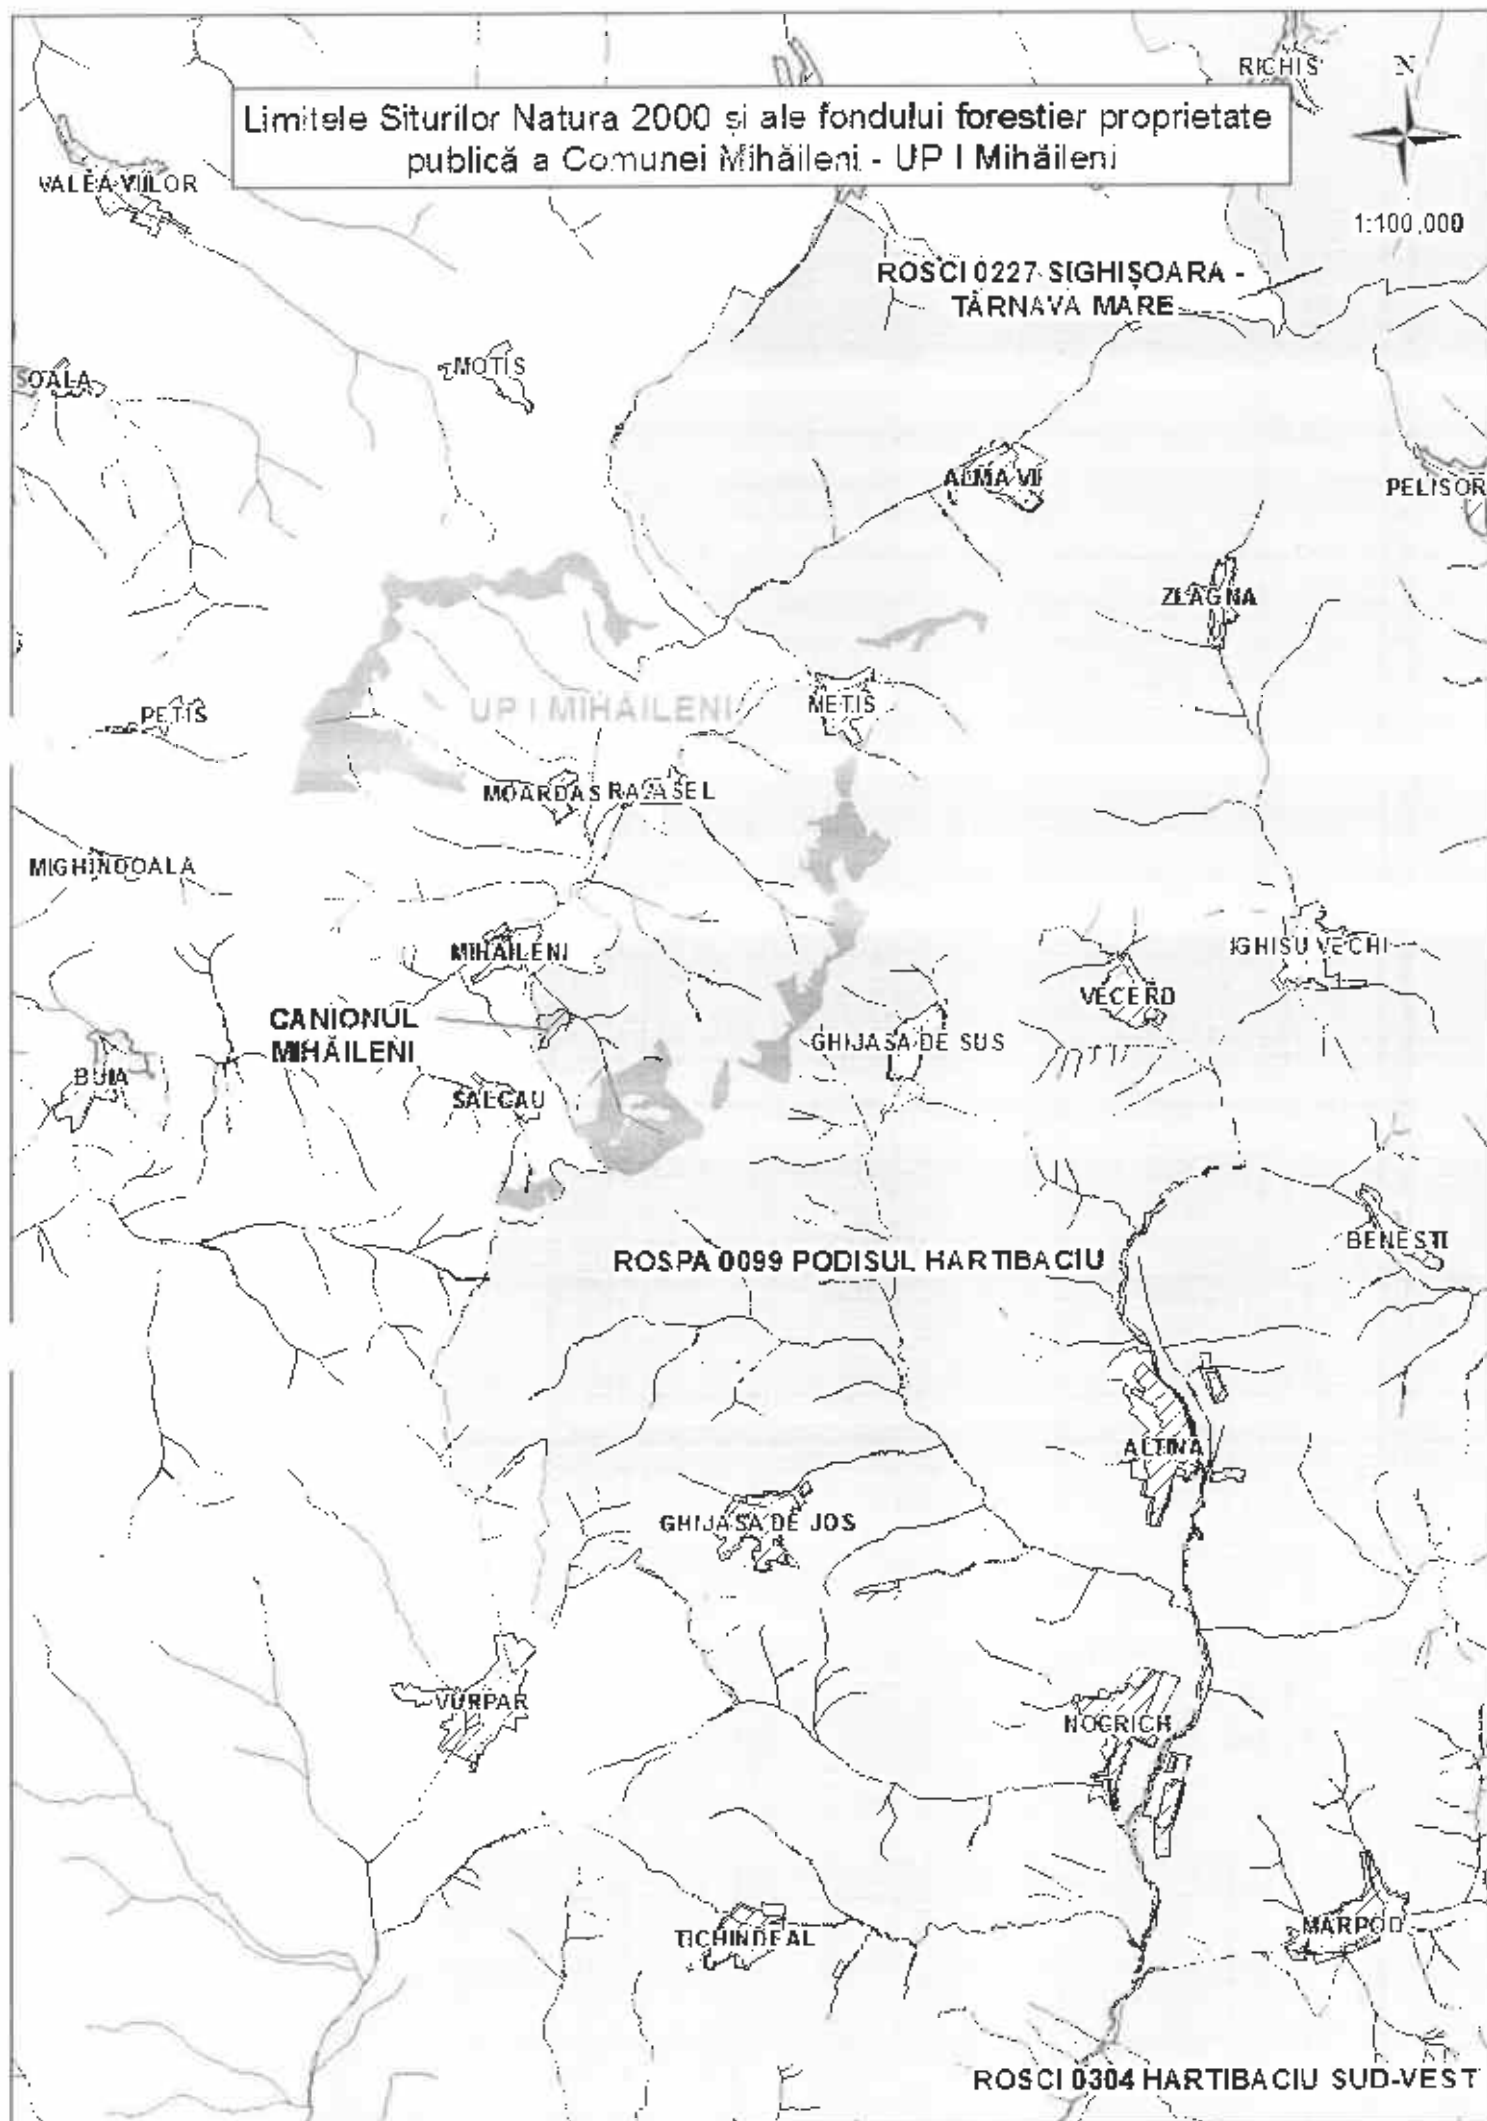 RICHIS
N
Limitele Siturilor Natura 2000 și ale fondului forestier proprietate
publică a Comunei Mihăileni - UP I Mihăileni
VALEA VIILOR
1:100,000
ROSCI 0227 SIGHIȘOARA -
TÂRNAVA MARE
MOTIS
SOALA
ALMA VII
PELISOR
ZLAGNA
UP I MIHĂILENI
METIS
PETIS
MOARDAS
RAVASEL
MIGHINDOALA
MIHAILENI
IGHISU VECHI
VECERD
CANIONUL
MIHĂILENI
GHIJASA DE SUS
BUIA
SALCAU
BENESTI
ROSPA 0099 PODISUL HARTIBACIU
ALTINA
GHIJASA DE JOS
VURPAR
NOCRICH
TICHINDEAL
MARPOD
ROSCI 0304 HARTIBACIU SUD-VEST